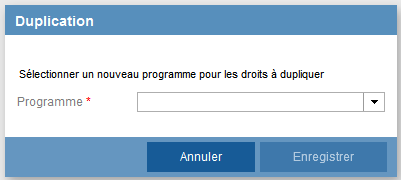 Duplication
Sélectionner un nouveau programme pour les droits à dupliquer
Programme *
Annuler Enregistrer